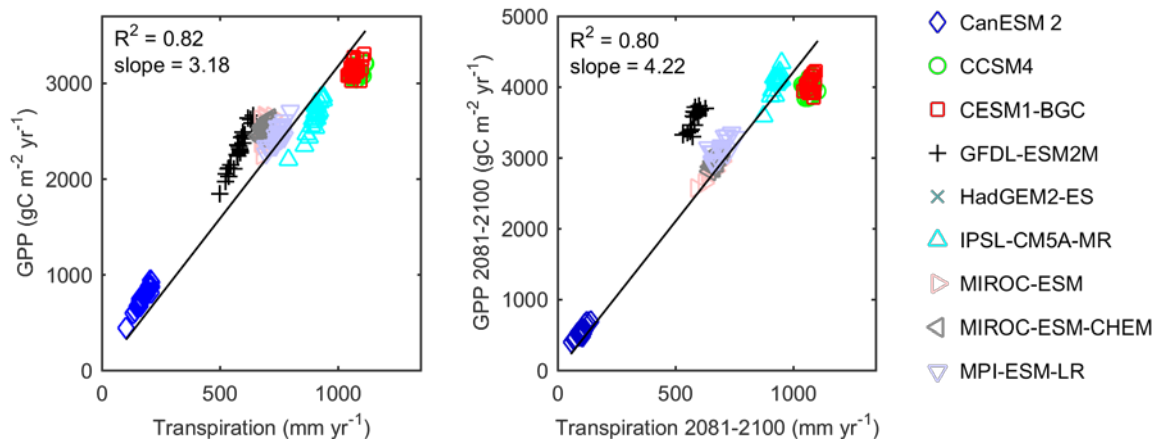 R² = 0.82
slope = 3.18
3000
2000
1000
0
GPP (gC m⁻² yr⁻¹)
0
500
1000
Transpiration (mm yr⁻¹)
R² = 0.80
slope = 4.22
5000
4000
3000
2000
1000
0
GPP 2081-2100 (gC m⁻² yr⁻¹)
0
500
1000
Transpiration 2081-2100 (mm yr⁻¹)
CanESM 2
CCSM4
CESM1-BGC
GFDL-ESM2M
HadGEM2-ES
IPSL-CM5A-MR
MIROC-ESM
MIROC-ESM-CHEM
MPI-ESM-LR